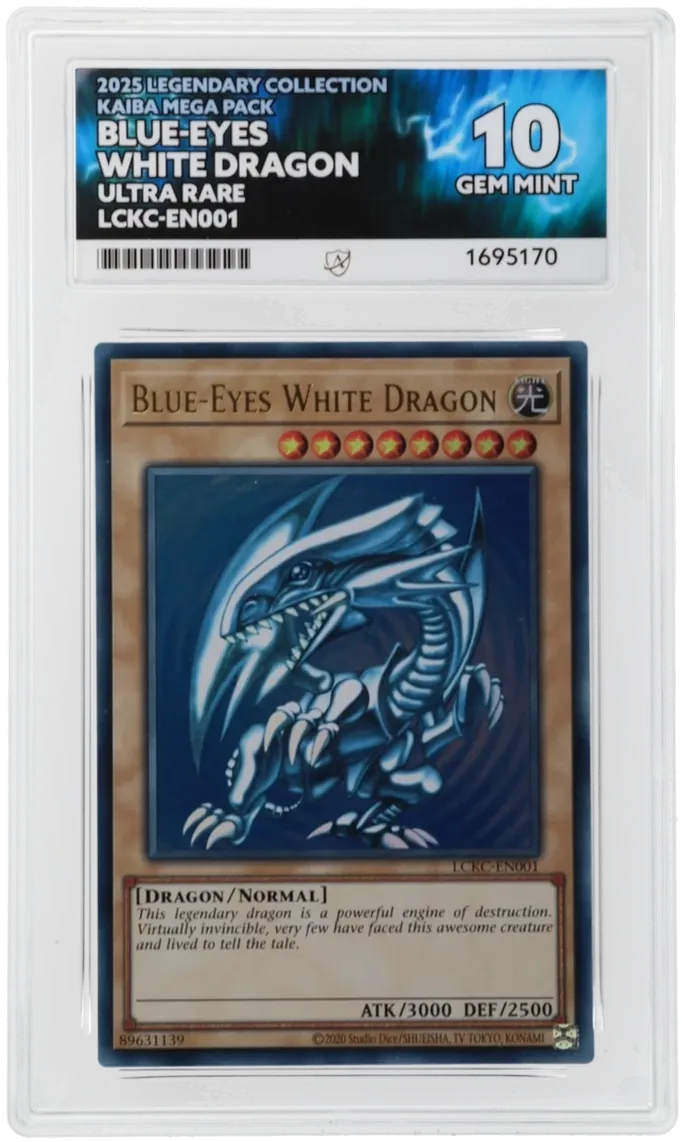 2025 LEGENDARY COLLECTION
KAIBA MEGA PACK
BLUE-EYES
WHITE DRAGON
ULTRA RARE
LCKC-EN001
10
GEM MINT
1695170
BLUE-EYES WHITE DRAGON
LIGHT
光
LCKC-EN001
[DRAGON/NORMAL]
This legendary dragon is a powerful engine of destruction.
Virtually invincible, very few have faced this awesome creature
and lived to tell the tale.
ATK/3000 DEF/2500
89631139
©2020 Studio Dice/SHUEISHA, TV TOKYO, KONAMI